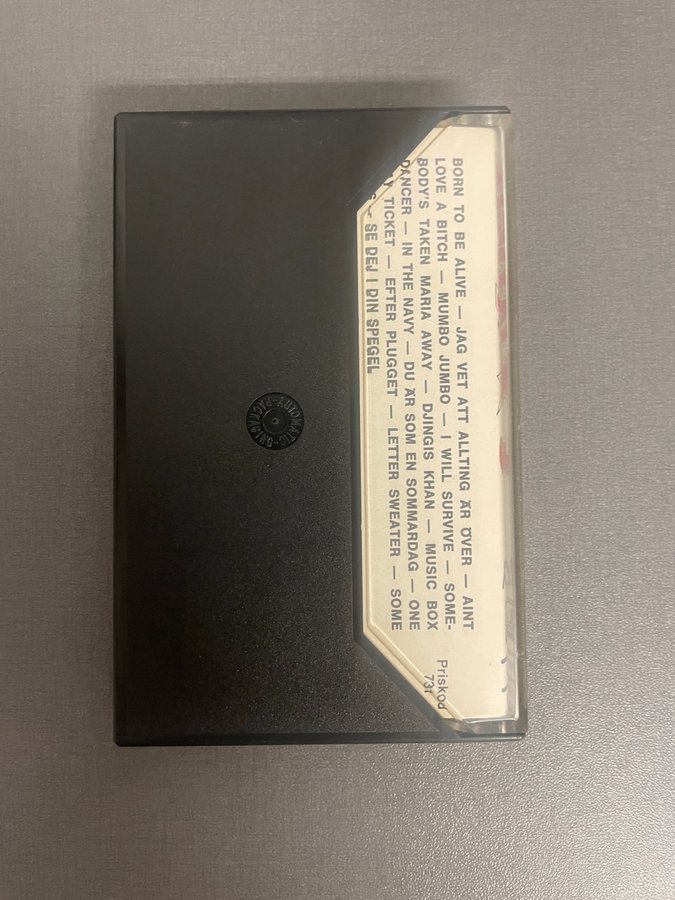 BORN TO BE ALIVE — JAG VET ATT ALLTING ÄR ÖVER — AINT
LOVE A BITCH — MUMBO JUMBO — I WILL SURVIVE — SOME-
BODY'S TAKEN MARIA AWAY — DJINGIS KHAN — MUSIC BOX
DANCER — IN THE NAVY — DU ÄR SOM EN SOMMARDAG — ONE
TICKET — EFTER PLUGGET — LETTER SWEATER — SOME
— SE DEJ I DIN SPEGEL
Priskod
731